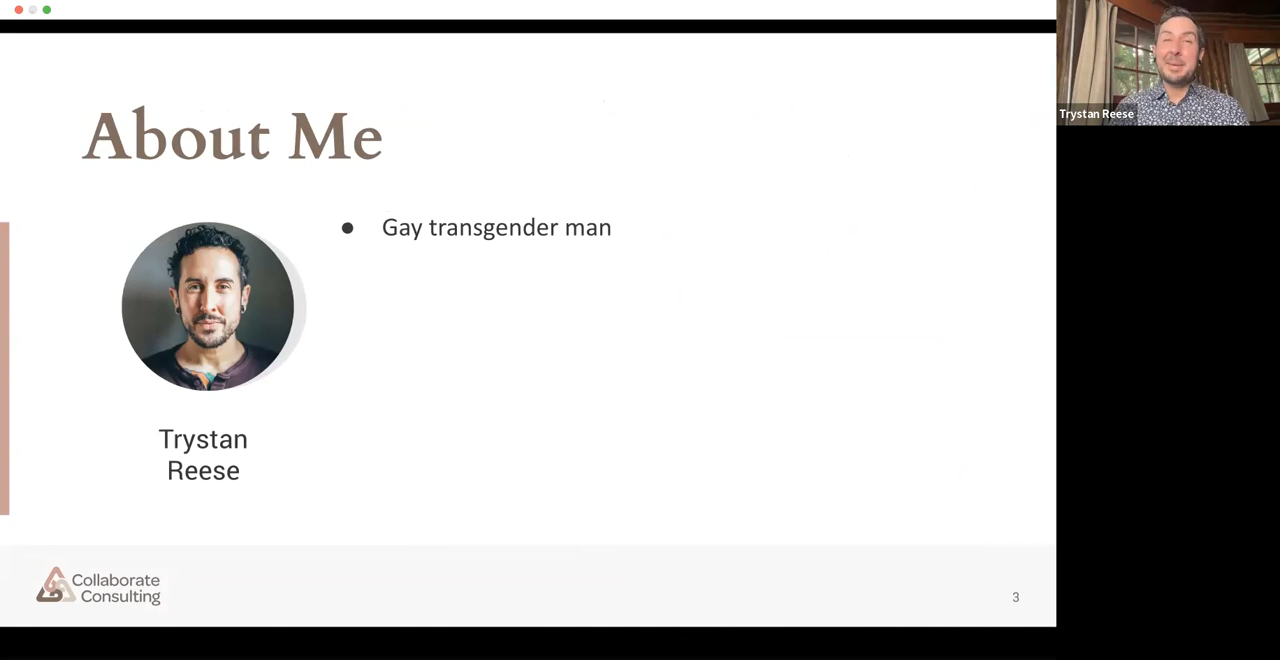 About Me
Trystan Reese
● Gay transgender man
Trystan
Reese
Collaborate
Consulting
3